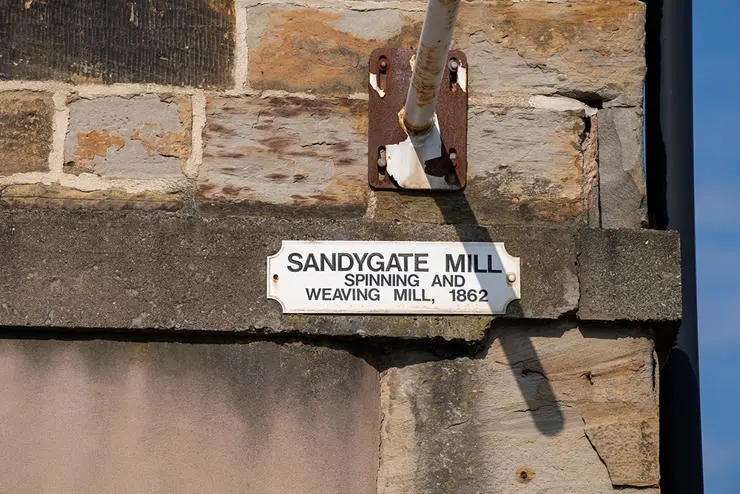 SANDYGATE MILL
SPINNING AND
WEAVING MILL, 1862